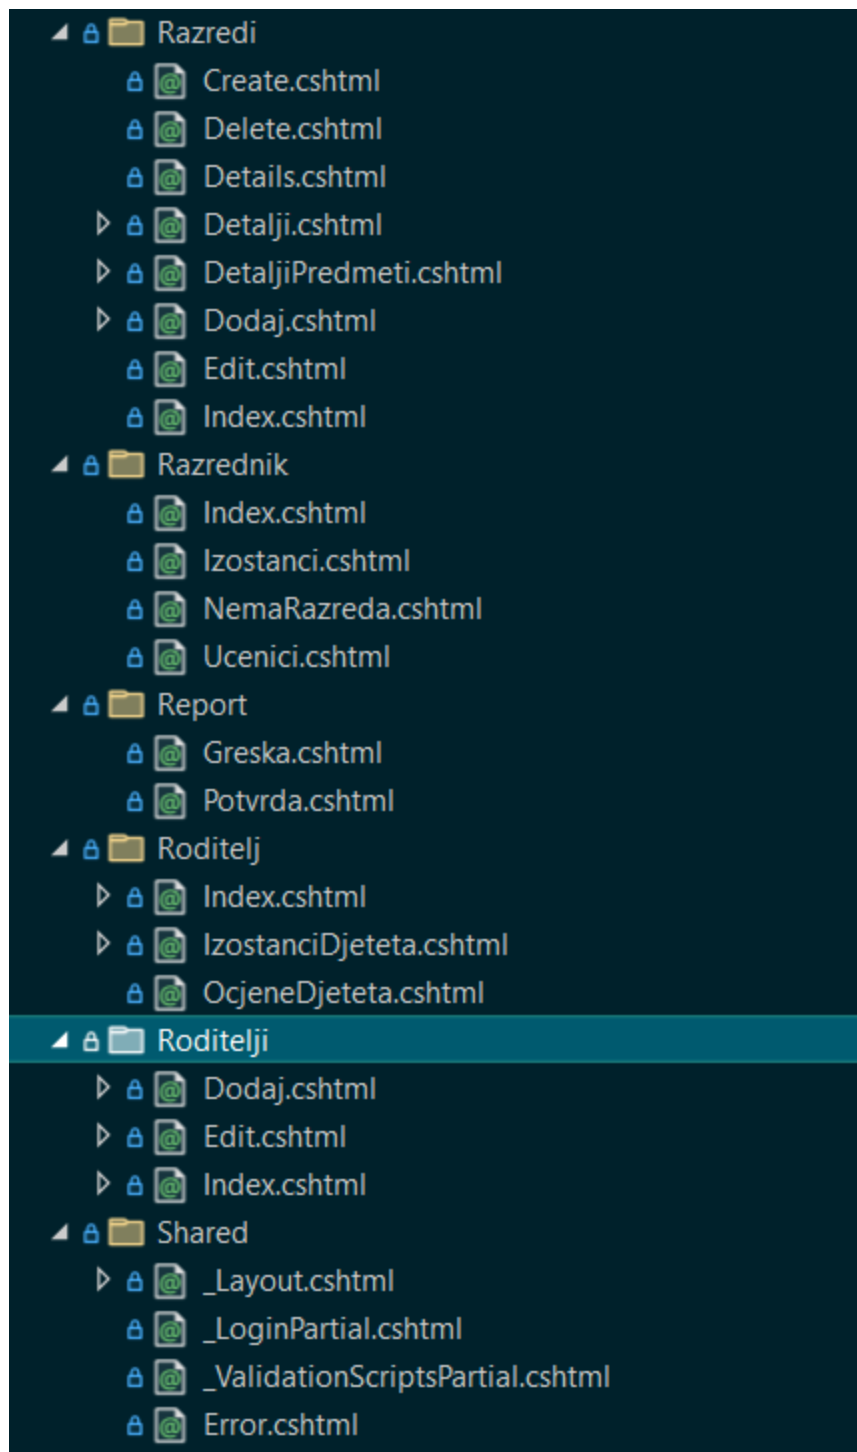 Razredi
Create.cshtml
Delete.cshtml
Details.cshtml
Detalji.cshtml
DetaljiPredmeti.cshtml
Dodaj.cshtml
Edit.cshtml
Index.cshtml
Razrednik
Index.cshtml
Izostanci.cshtml
NemaRazreda.cshtml
Ucenici.cshtml
Report
Greska.cshtml
Potvrda.cshtml
Roditelj
Index.cshtml
IzostanciDjeteta.cshtml
OcjeneDjeteta.cshtml
Roditelji
Dodaj.cshtml
Edit.cshtml
Index.cshtml
Shared
_Layout.cshtml
_LoginPartial.cshtml
_ValidationScriptsPartial.cshtml
Error.cshtml